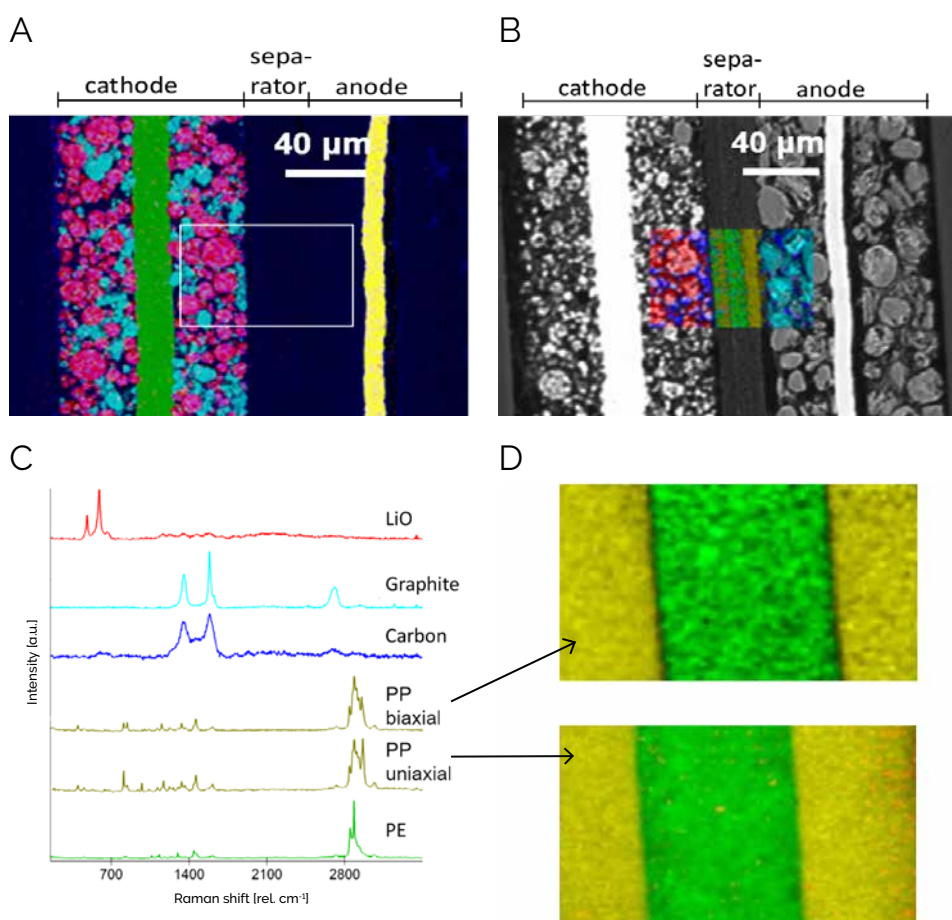 A
sepa-
cathode
rator
anode
40 µm
B
sepa-
cathode
rator
anode
40 µm
C
LiO
Graphite
Carbon
PP
biaxial
PP
uniaxial
PE
Intensity [a.u.]
700
1400
2100
2800
Raman shift [rel. cm⁻¹]
D